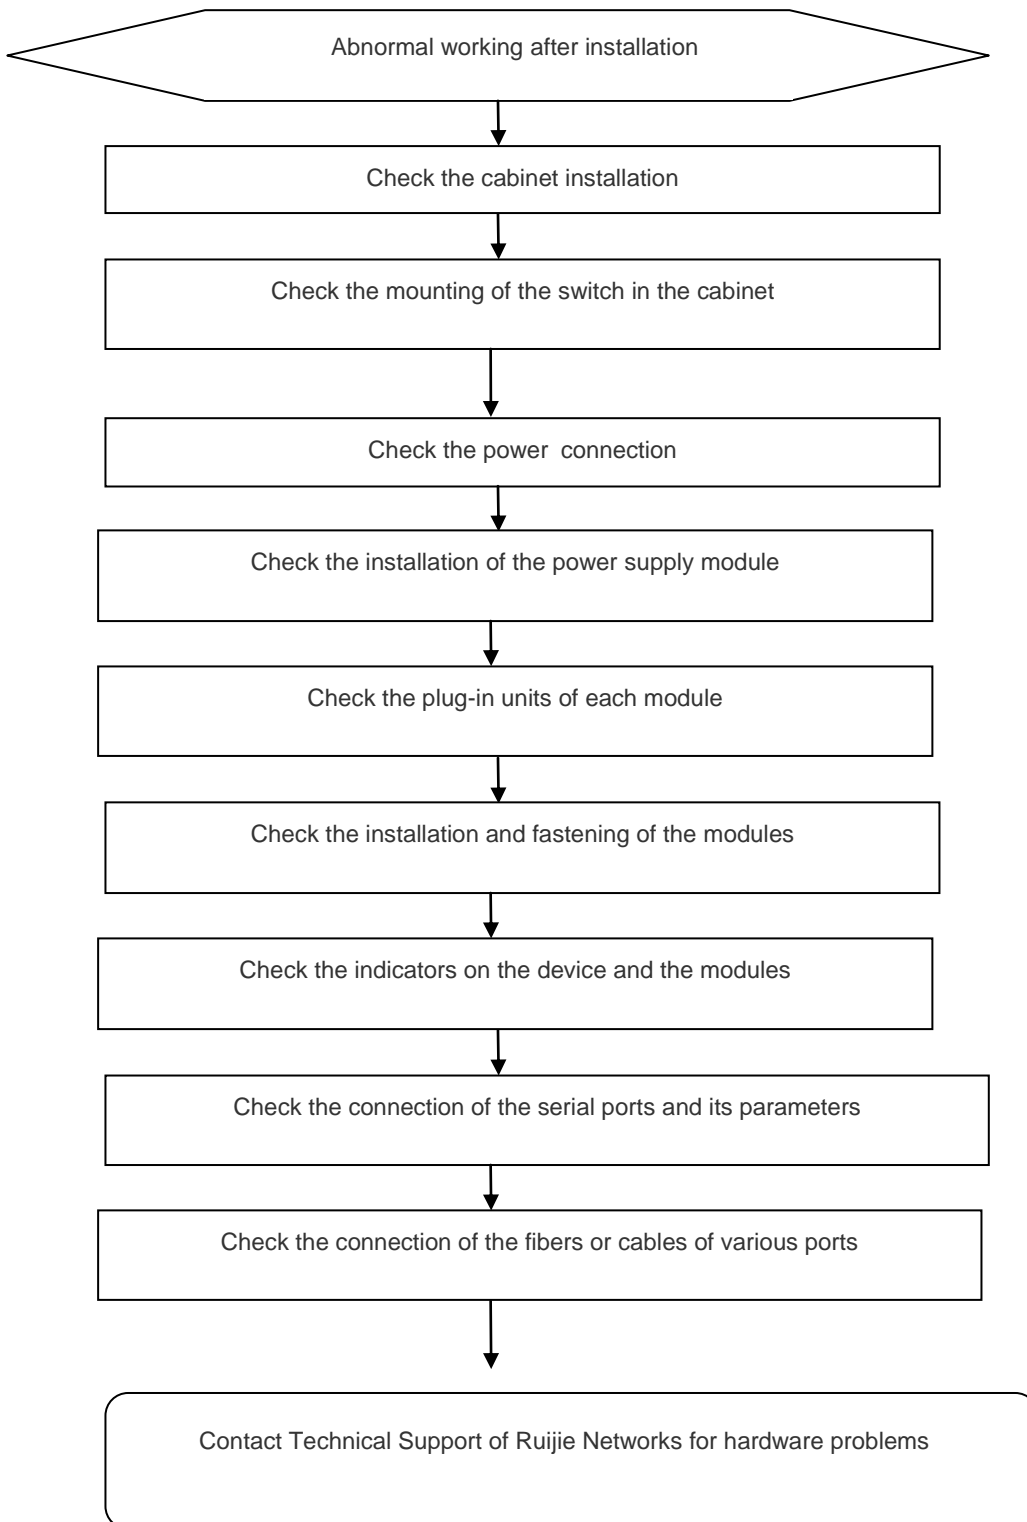 Abnormal working after installation
Check the cabinet installation
Check the mounting of the switch in the cabinet
Check the power  connection
Check the installation of the power supply module
Check the plug-in units of each module
Check the installation and fastening of the modules
Check the indicators on the device and the modules
Check the connection of the serial ports and its parameters
Check the connection of the fibers or cables of various ports
Contact Technical Support of Ruijie Networks for hardware problems